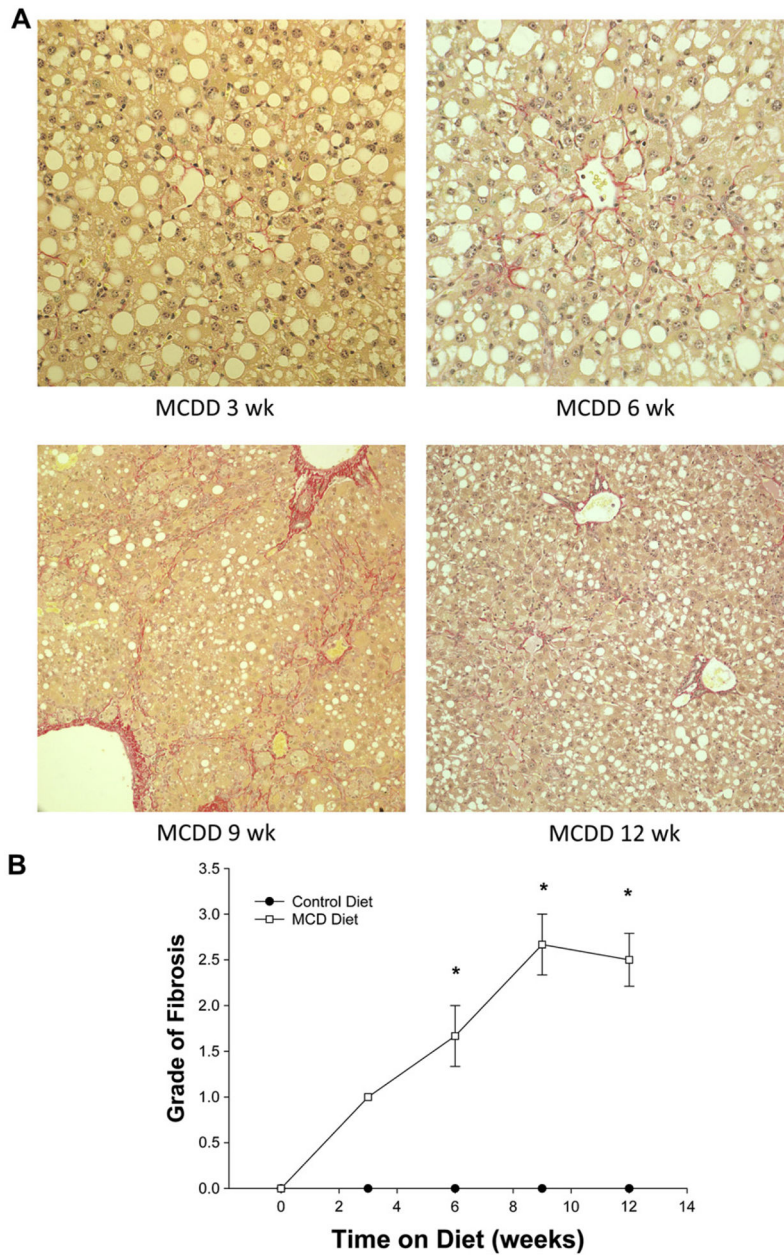 A
MCDD 3 wk
MCDD 6 wk
MCDD 9 wk
MCDD 12 wk
B
3.5
3.0
2.5
2.0
1.5
1.0
0.5
0.0
Grade of Fibrosis
Control Diet
MCD Diet
*
*
*
0 2 4 6 8 10 12 14
Time on Diet (weeks)